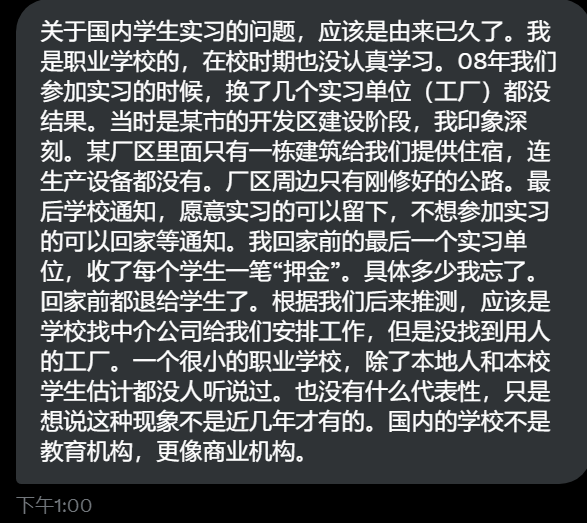 关于国内学生实习的问题，应该是由来已久了。我
是职业学校的，在校时期也没认真学习。08年我们
参加实习的时候，换了几个实习单位（工厂）都没
结果。当时是某市的开发区建设阶段，我印象深
刻。某厂区里面只有一栋建筑给我们提供住宿，连
生产设备都没有。厂区周边只有刚修好的公路。最
后学校通知，愿意实习的可以留下，不想参加实习
的可以回家等通知。我回家前的最后一个实习单
位，收了每个学生一笔“押金”。具体多少我忘了。
回家前都退给学生了。根据我们后来推测，应该是
学校找中介公司给我们安排工作，但是没找到用人
的工厂。一个很小的职业学校，除了本地人和本校
学生估计都没人听说过。也没有什么代表性，只是
想说这种现象不是近几年才有的。国内的学校不是
教育机构，更像商业机构。
下午1:00